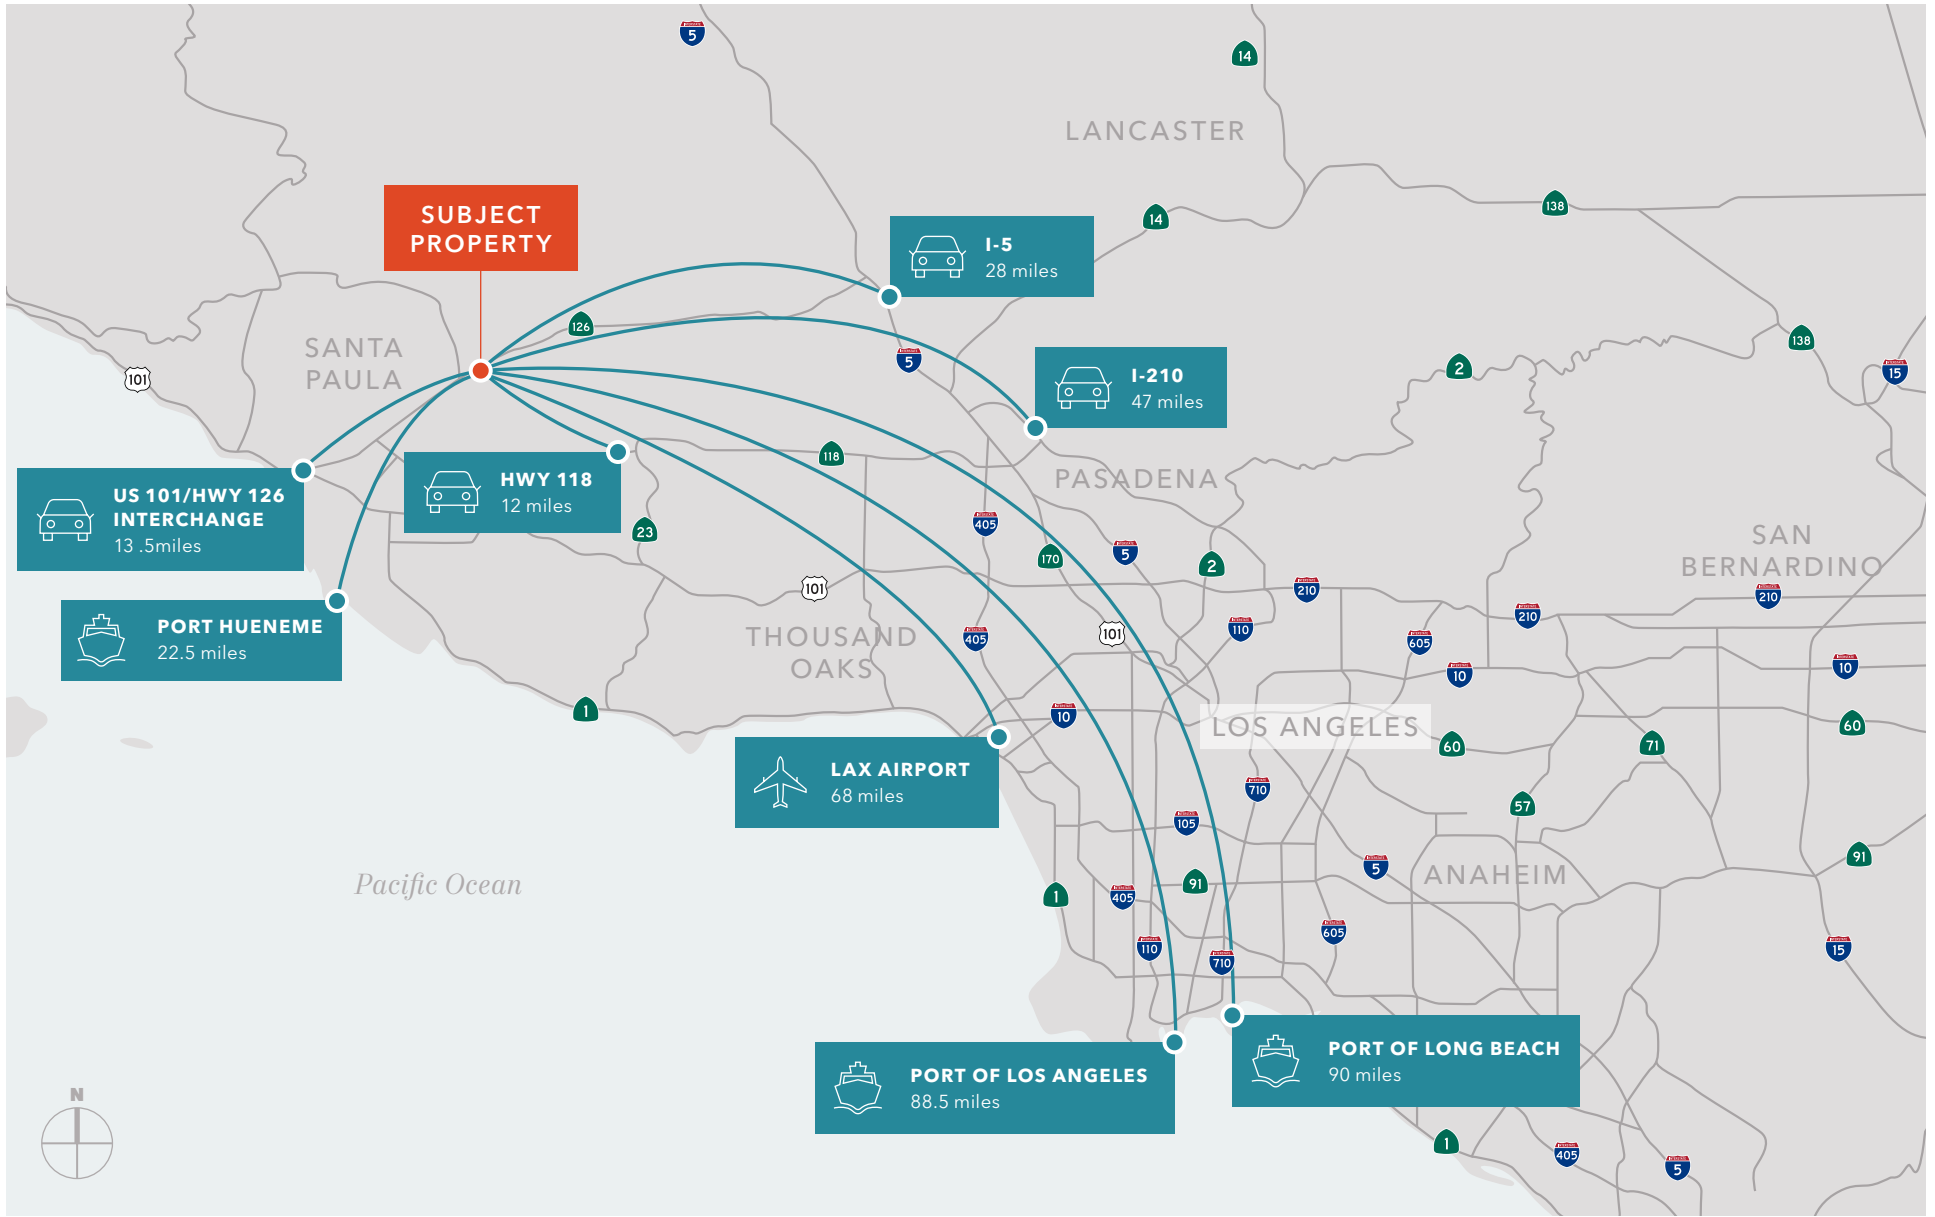 5
14
LANCASTER
SUBJECT
PROPERTY
14
138
I-5
28 miles
126
SANTA
PAULA
138
5
2
15
101
I-210
47 miles
118
PASADENA
HWY 118
12 miles
US 101/HWY 126
INTERCHANGE
13 .5miles
23
405
170
5
2
SAN
BERNARDINO
101
210
210
PORT HUENEME
22.5 miles
THOUSAND
OAKS
405
101
110
605
210
10
10
1
10
LOS ANGELES
60
71
60
LAX AIRPORT
68 miles
710
57
105
Pacific Ocean
1
405
91
5
ANAHEIM
91
110
710
605
15
PORT OF LOS ANGELES
88.5 miles
PORT OF LONG BEACH
90 miles
N
1
405
5